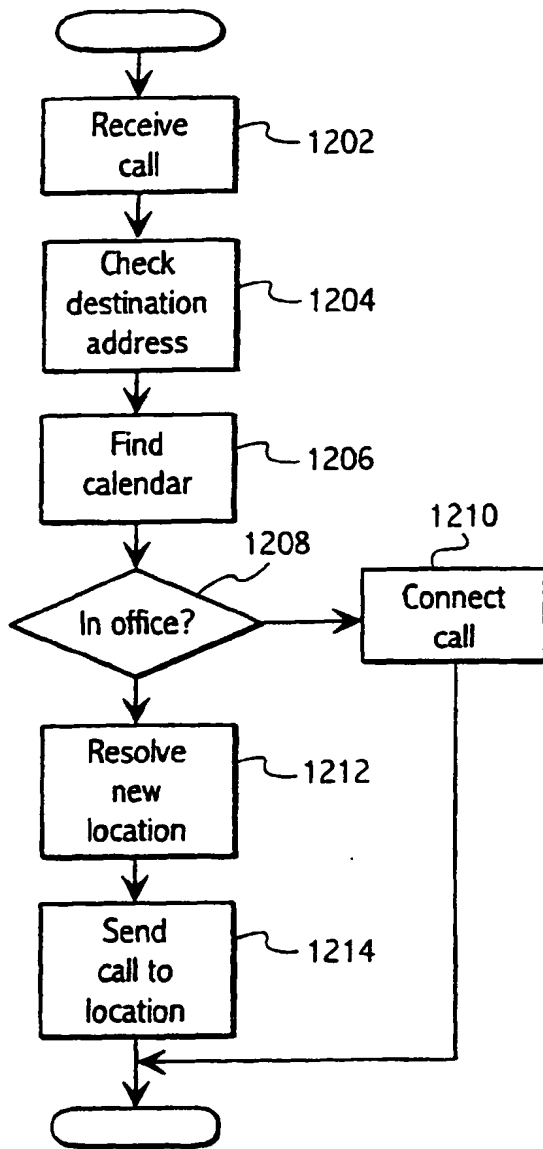 Receive
call
1202
Check
destination
address
1204
Find
calendar
1206
1208
In office?
1210
Connect
call
Resolve
new
location
1212
Send
call to
location
1214